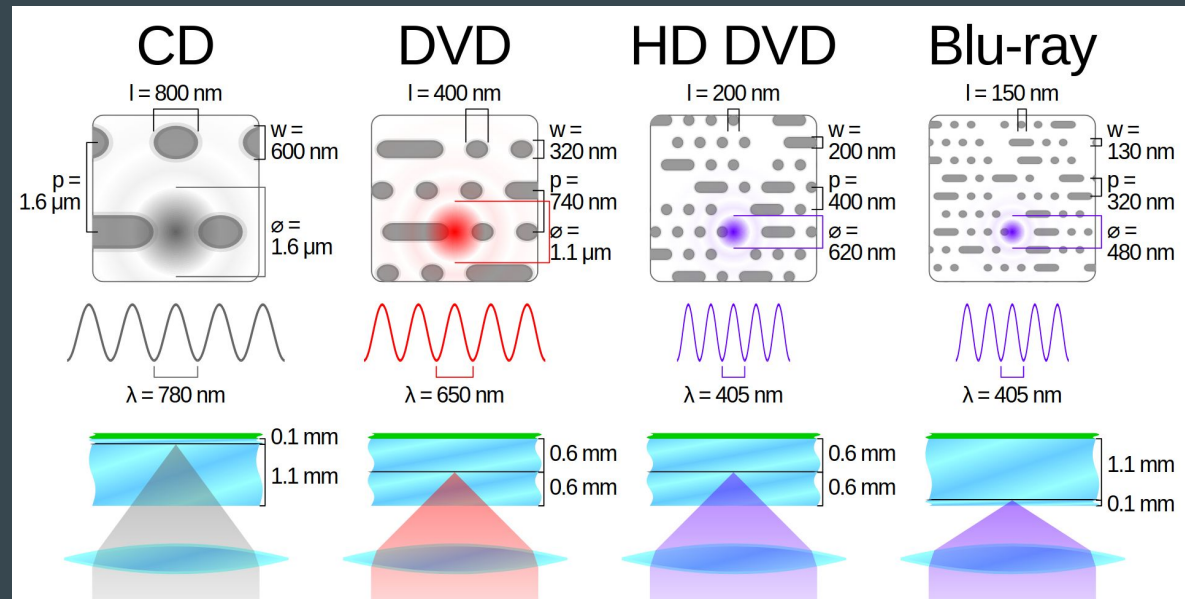 CD
l = 800 nm
w =
600 nm
p =
1.6 µm
ø =
1.6 µm
λ = 780 nm
0.1 mm
1.1 mm
DVD
l = 400 nm
w =
320 nm
p =
740 nm
ø =
1.1 µm
λ = 650 nm
0.6 mm
0.6 mm
HD DVD
l = 200 nm
w =
200 nm
p =
400 nm
ø =
620 nm
λ = 405 nm
0.6 mm
0.6 mm
Blu-ray
l = 150 nm
w =
130 nm
p =
320 nm
ø =
480 nm
λ = 405 nm
1.1 mm
0.1 mm